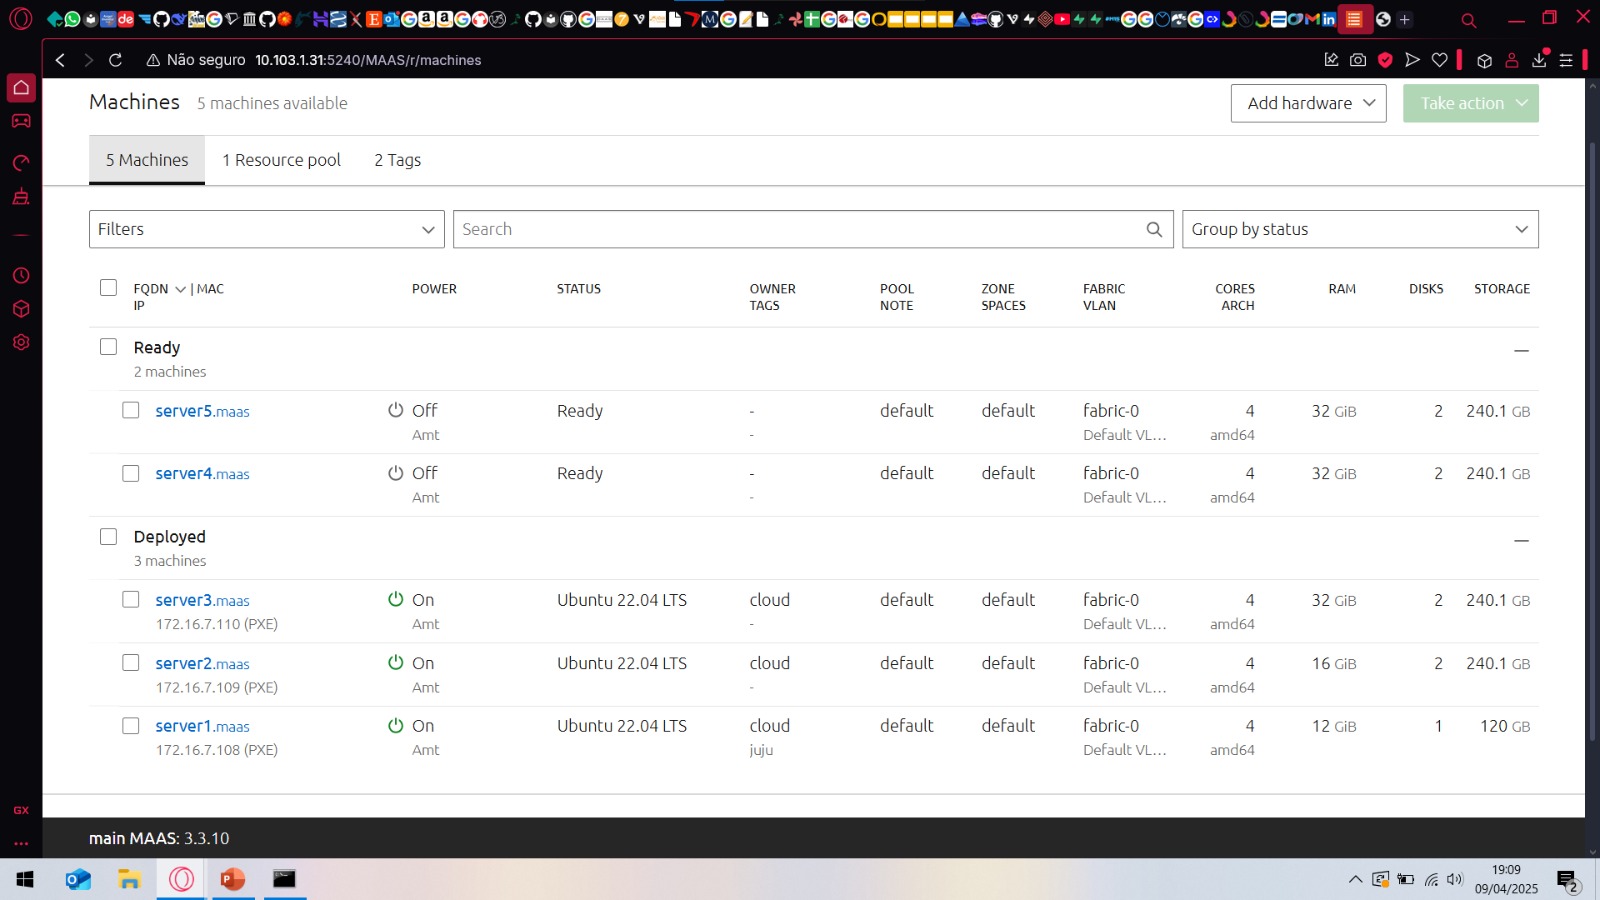 Não seguro 10.103.1.31:5240/MAAS/r/machines
Machines 5 machines available
Add hardware
Take action
5 Machines
1 Resource pool
2 Tags
Filters
Search
Group by status
FQDN | MAC POWER STATUS OWNER POOL ZONE FABRIC CORES RAM DISKS STORAGE
IP TAGS NOTE SPACES VLAN ARCH
Ready
2 machines
server5.maas Off Ready - default default fabric-0 4 32 GiB 2 240.1 GB
Amt - Default VL... amd64
server4.maas Off Ready - default default fabric-0 4 32 GiB 2 240.1 GB
Amt - Default VL... amd64
Deployed
3 machines
server3.maas On Ubuntu 22.04 LTS cloud default default fabric-0 4 32 GiB 2 240.1 GB
172.16.7.110 (PXE) Amt - Default VL... amd64
server2.maas On Ubuntu 22.04 LTS cloud default default fabric-0 4 16 GiB 2 240.1 GB
172.16.7.109 (PXE) Amt - Default VL... amd64
server1.maas On Ubuntu 22.04 LTS cloud default default fabric-0 4 12 GiB 1 120 GB
172.16.7.108 (PXE) Amt juju Default VL... amd64
GX
main MAAS: 3.3.10
19:09
09/04/2025
2